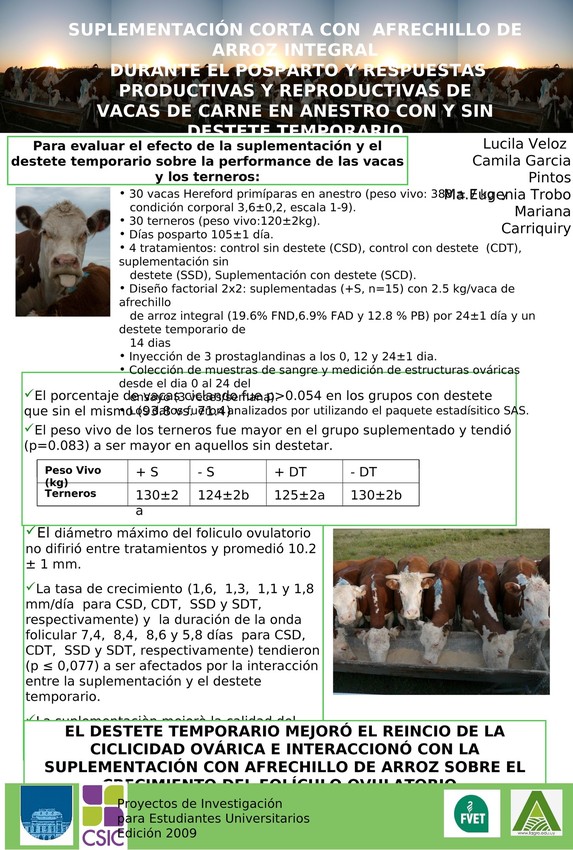 SUPLEMENTACIÓN CORTA CON AFRECHILLO DE
ARROZ INTEGRAL
DURANTE EL POSPARTO Y RESPUESTAS
PRODUCTIVAS Y REPRODUCTIVAS DE
VACAS DE CARNE EN ANESTRO CON Y SIN
DESTETE TEMPORARIO
Lucila Veloz
Camila Garcia
Pintos
Ma.Eugenia Trobo
Mariana
Carriquiry
Para evaluar el efecto de la suplementación y el
destete temporario sobre la performance de las vacas
y los terneros:
• 30 vacas Hereford primíparas en anestro (peso vivo:
condición corporal 3,6±0,2, escala 1-9).
• 30 terneros (peso vivo:120±2kg).
• Días posparto 105±1 día.
• 4 tratamientos: control sin destete (CSD), control con destete (CDT),
suplementación sin
destete (SSD), Suplementación con destete (SCD).
• Diseño factorial 2x2: suplementadas (+S, n=15) con 2.5 kg/vaca de
afrechillo
de arroz integral (19.6% FND,6.9% FAD y 12.8 % PB) por 24±1 día y un
destete temporario de
14 dias
• Inyección de 3 prostaglandinas a los 0, 12 y 24±1 dia.
• Colección de muestras de sangre y medición de estructuras ováricas
desde el dia 0 al 24 del
ensayo (3 veces/semana).
• Los datos fueron analizados por utilizando el paquete estadísitico SAS.
✓El porcentaje de vacas ciclando fue p>0.054 en los grupos con destete
que sin el mismo (93.8 vs. 71.4)
✓El peso vivo de los terneros fue mayor en el grupo suplementado y tendió
(p=0.083) a ser mayor en aquellos sin destetar.
Peso Vivo
(kg)
+ S - S + DT - DT
Terneros 130±2 124±2b 125±2a 130±2b
a
✓El diámetro máximo del foliculo ovulatorio
no difirió entre tratamientos y promedió 10.2
± 1 mm.
✓La tasa de crecimiento (1,6, 1,3, 1,1 y 1,8
mm/día para CSD, CDT, SSD y SDT,
respectivamente) y la duración de la onda
folicular 7,4, 8,4, 8,6 y 5,8 días para CSD,
CDT, SSD y SDT, respectivamente) tendieron
(p ≤ 0,077) a ser afectados por la interacción
entre la suplementación y el destete
temporario.
✓La suplementaciòn mejorò la calidad del
EL DESTETE TEMPORARIO MEJORÓ EL REINCIO DE LA
CICLICIDAD OVÁRICA E INTERACCIONÓ CON LA
SUPLEMENTACIÓN CON AFRECHILLO DE ARROZ SOBRE EL
CRECIMIENTO DEL FOLÍCULO OVULATORIO
CSIC
Proyectos de Investigación
para Estudiantes Universitarios
Edición 2009
FVET
www.fagro.edu.uy